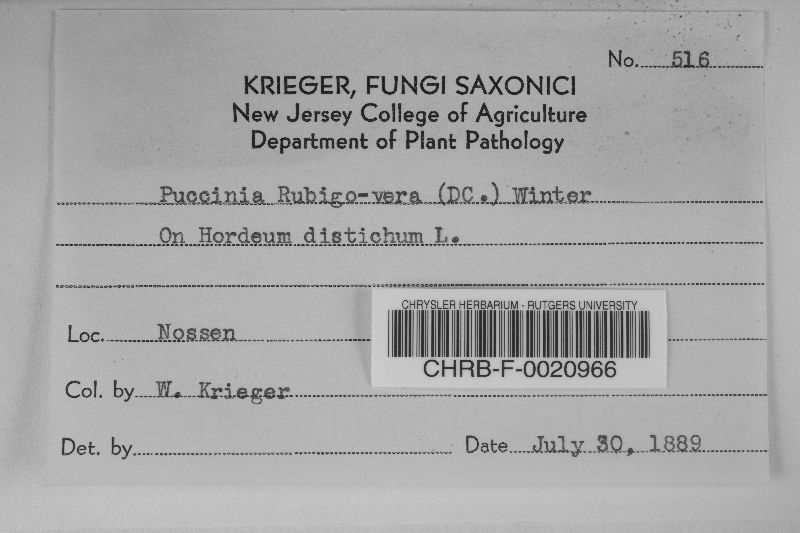 No. 516
KRIEGER, FUNGI SAXONICI
New Jersey College of Agriculture
Department of Plant Pathology
Puccinia Rubigo-vera (DC.) Winter
On Hordeum distichum L.
CHRYSLER HERBARIUM - RUTGERS UNIVERSITY
Loc. Nossen
CHRB-F-0020966
Col. by W. Krieger
Det. by
Date July 30, 1889